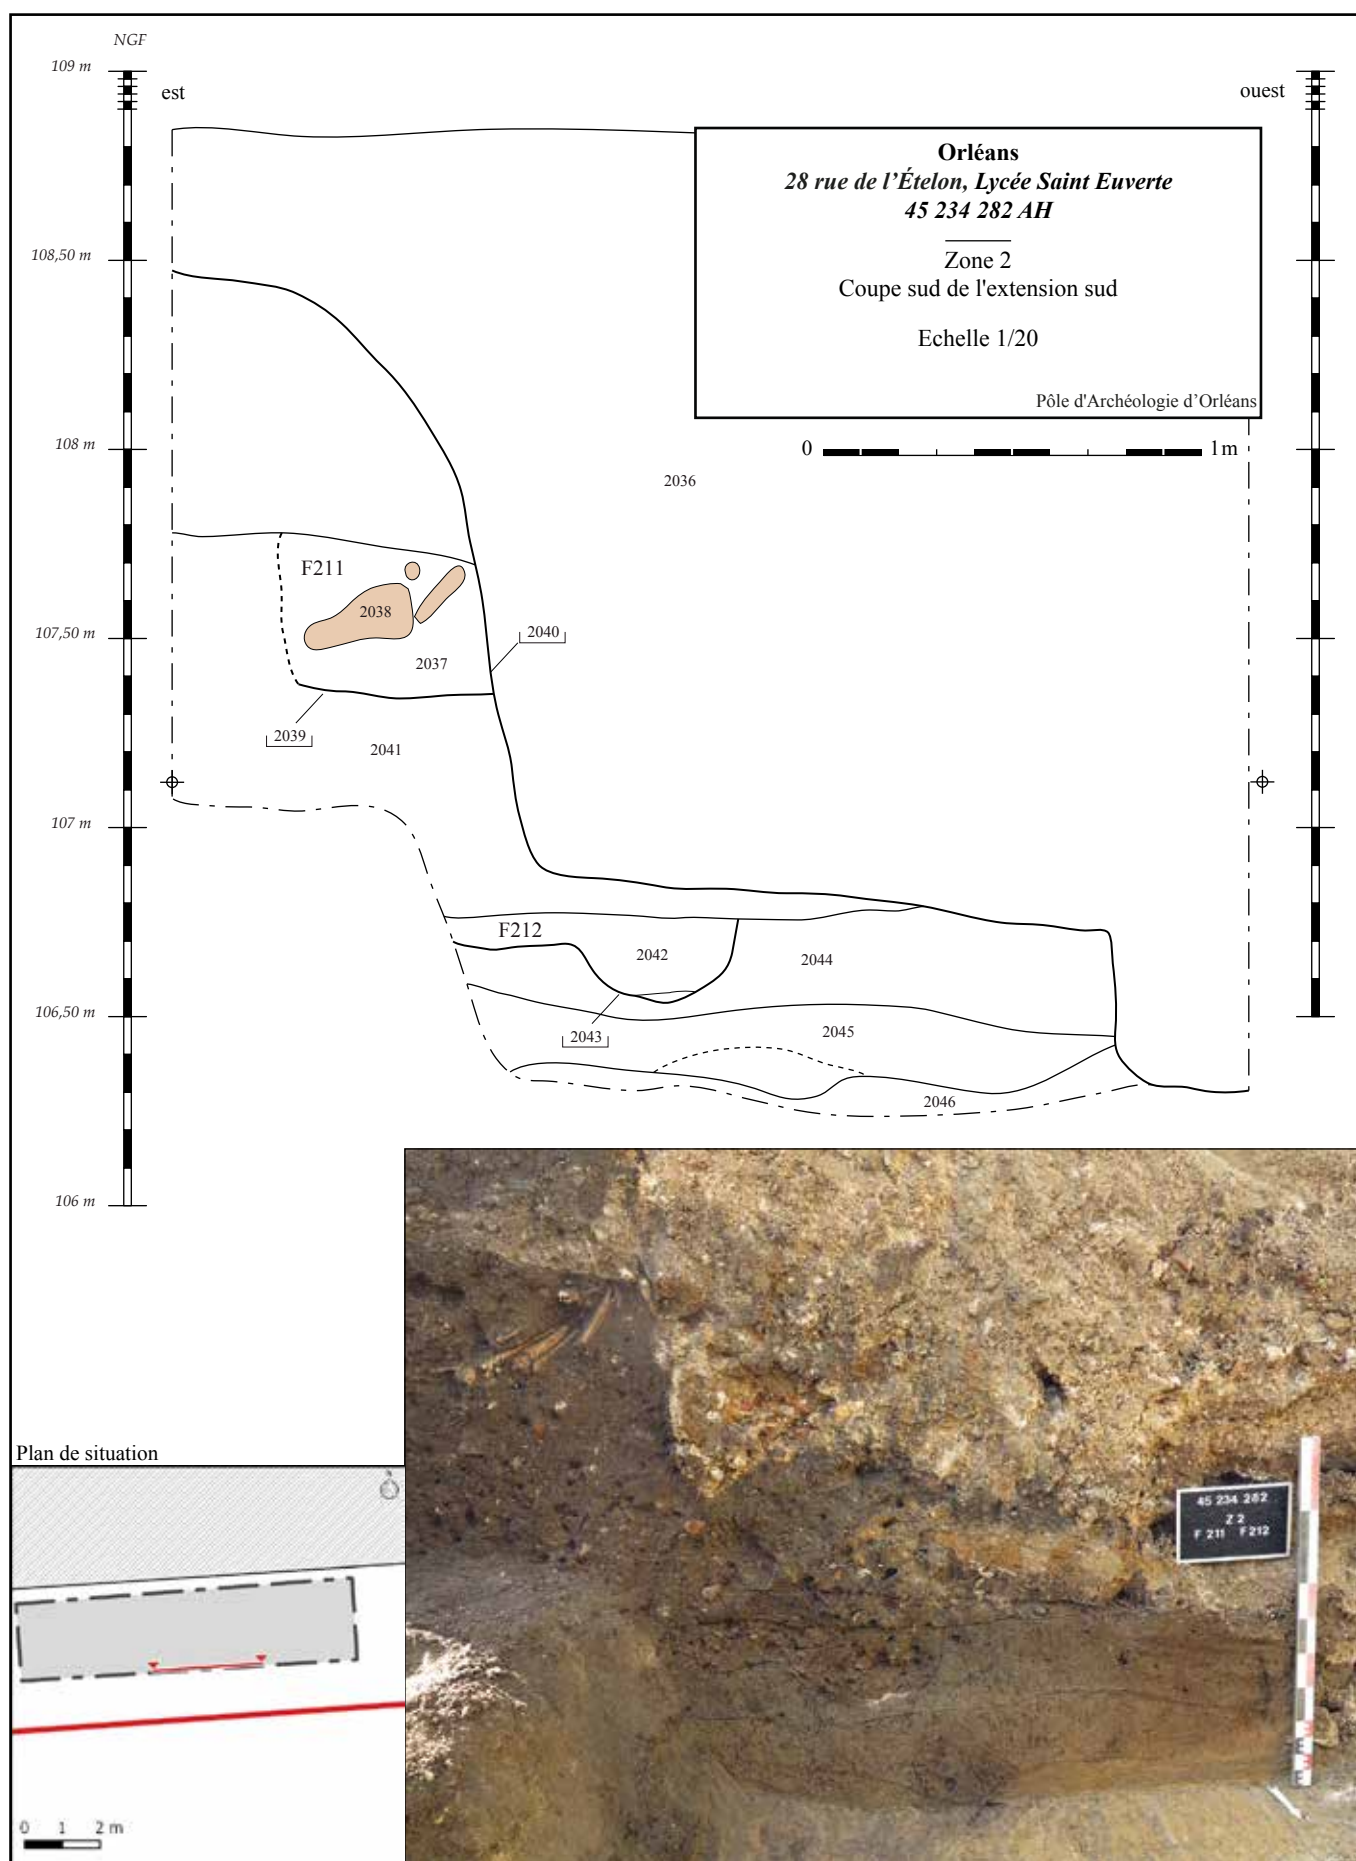 NGF
109 m
est
ouest
Orléans
28 rue de l'Ételon, Lycée Saint Euverte
45 234 282 AH
Zone 2
Coupe sud de l'extension sud
Echelle 1/20
Pôle d'Archéologie d'Orléans
108,50 m
108 m
0
1 m
2036
F211
2038
2037
107,50 m
2040
2039
2041
107 m
F212
2042
2044
106,50 m
2043
2045
2046
106 m
Plan de situation
0 1 2 m
45 234 282
Z 2
F 211 F 212